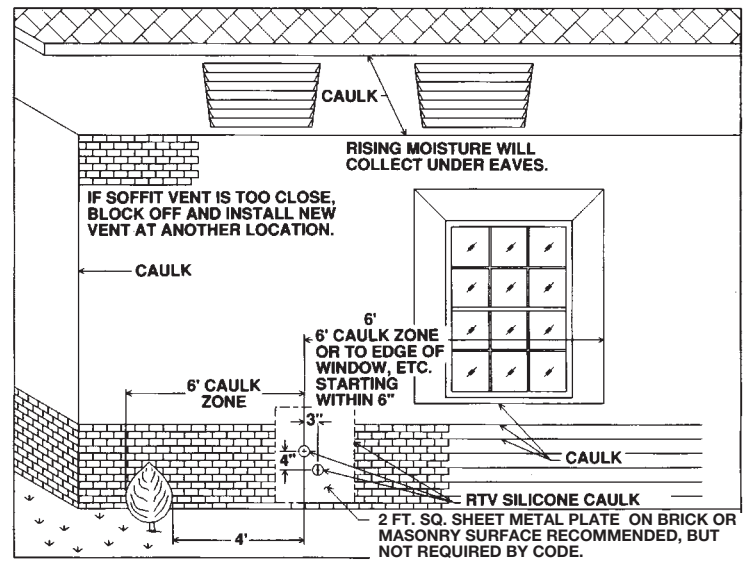 CAULK
RISING MOISTURE WILL
COLLECT UNDER EAVES.
IF SOFFIT VENT IS TOO CLOSE,
BLOCK OFF AND INSTALL NEW
VENT AT ANOTHER LOCATION.
CAULK
6'
6' CAULK ZONE
OR TO EDGE OF
WINDOW, ETC.
STARTING
WITHIN 6"
6' CAULK
ZONE
3"
4"
CAULK
RTV SILICONE CAULK
2 FT. SQ. SHEET METAL PLATE ON BRICK OR
MASONRY SURFACE RECOMMENDED, BUT
NOT REQUIRED BY CODE.
4'